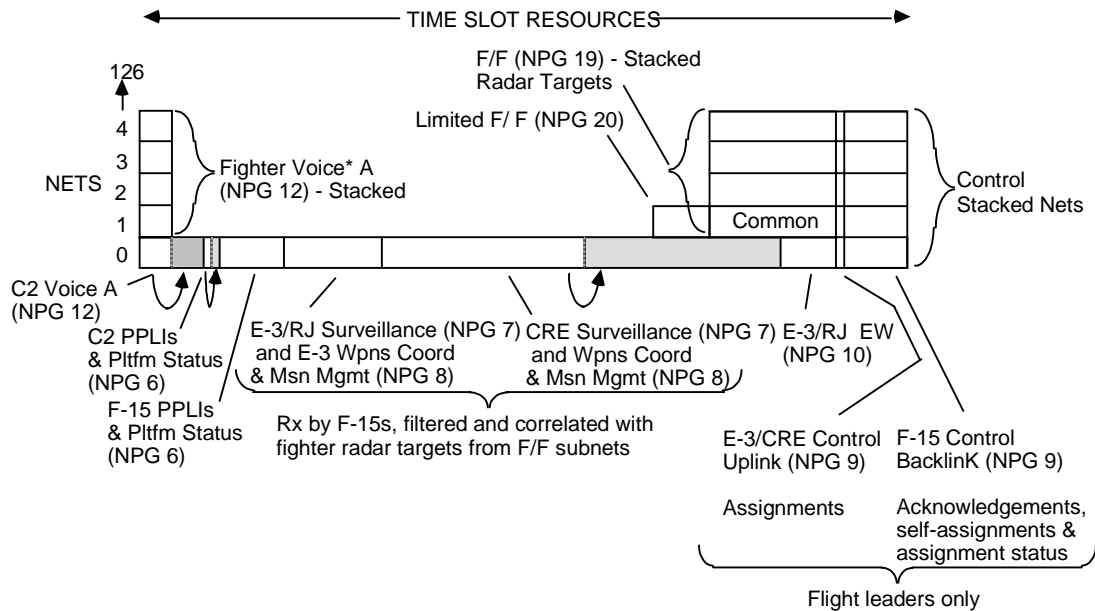 TIME SLOT RESOURCES
F/F (NPG 19) - Stacked
Radar Targets
Limited F/ F (NPG 20)
126
4
3
2
1
0
NETS
Fighter Voice* A
(NPG 12) - Stacked
Common
Control
Stacked Nets
C2 Voice A
(NPG 12)
C2 PPLIs
& Pltfm Status
(NPG 6)
F-15 PPLIs
& Pltfm Status
(NPG 6)
E-3/RJ Surveillance (NPG 7)
and E-3 Wpns Coord
& Msn Mgmt (NPG 8)
CRE Surveillance (NPG 7)
and Wpns Coord
& Msn Mgmt (NPG 8)
E-3/RJ EW
(NPG 10)
Rx by F-15s, filtered and correlated with
fighter radar targets from F/F subnets
E-3/CRE Control
Uplink (NPG 9)
Assignments
F-15 Control
BacklinK (NPG 9)
Acknowledgements,
self-assignments &
assignment status
Flight leaders only